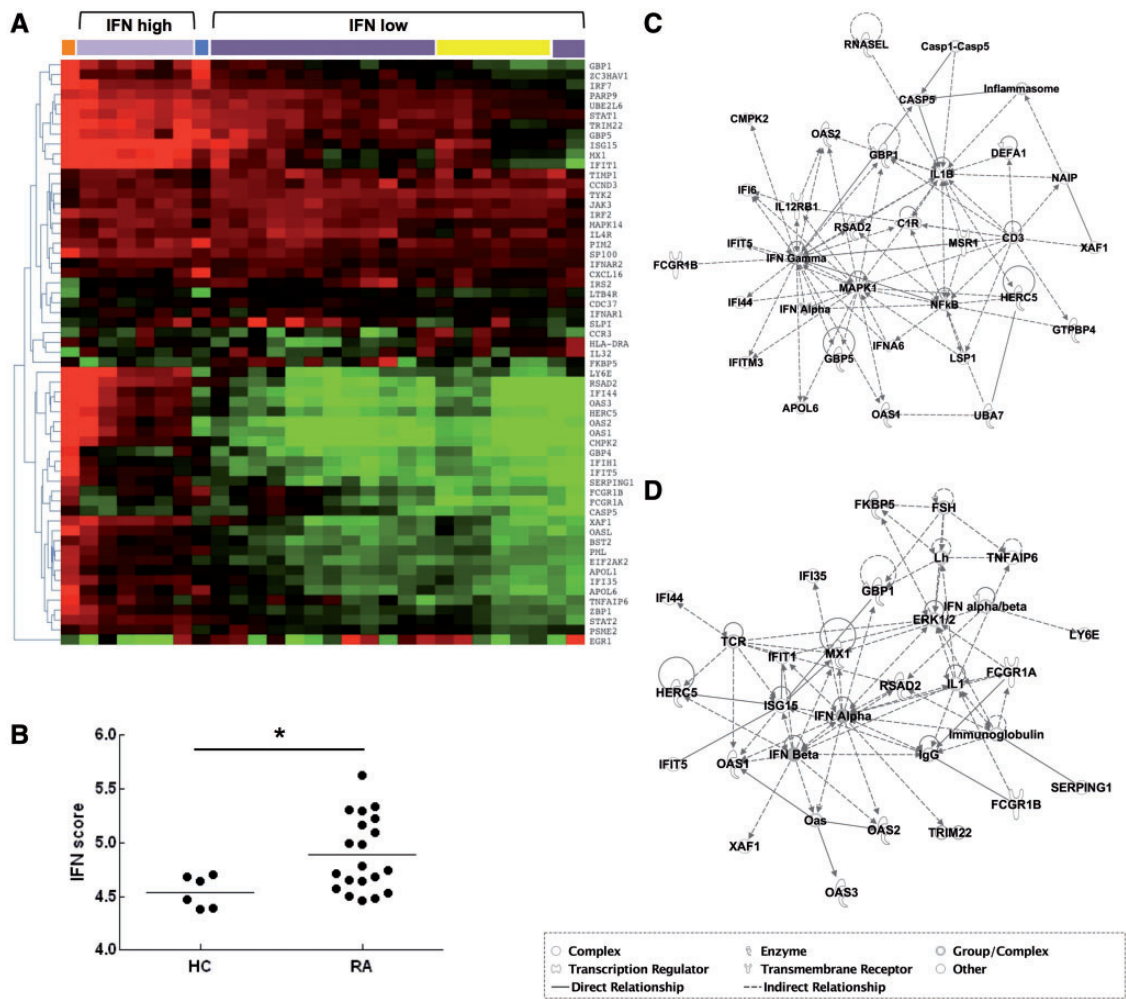 A
IFN high
IFN low
GBP1
ZC3HAV1
IRF7
PARP9
UBE2L6
STAT1
TRIM22
GBP5
ISG15
MX1
IFIT1
TIMP1
CCND3
TYK2
JAK3
IRF2
MAPK14
IL4R
PIM2
SP100
IFNAR2
CXCL16
IRS2
LTB4R
CDC37
IFNAR1
SLPI
CCR3
HLA-DRA
IL32
FKBP5
LY6E
RSAD2
IFI44
OAS3
HERC5
OAS2
OAS1
CMPK2
GBP4
IFIH1
IFIT5
SERPING1
FCGR1B
FCGR1A
CASP5
XAF1
OASL
BST2
PML
EIF2AK2
APOL1
IFI35
APOL6
TNFAIP6
ZBP1
STAT2
PSME2
EGR1
B
6.0
5.5
5.0
4.5
4.0
IFN score
*
HC
RA
C
RNASEL
Casp1-Casp5
CASP5
Inflammasome
CMPK2
OAS2
GBP1
DEFA1
IL1B
NAIP
IFI6
IL12RB1
RSAD2
C1R
MSR1
CD3
XAF1
IFIT5
IFN Gamma
FCGR1B
MAPK1
HERC5
IFI44
IFN Alpha
NFkB
GTPBP4
IFITM3
GBP5
IFNA6
LSP1
APOL6
OAS1
UBA7
D
FKBP5
FSH
Lh
TNFAIP6
IFI35
GBP1
IFN alpha/beta
IFI44
ERK1/2
LY6E
TCR
IFIT1
MX1
FCGR1A
HERC5
RSAD2
IL1
ISG15
IFN Alpha
Immunoglobulin
IFIT5
OAS1
IFN Beta
IgG
SERPING1
FCGR1B
Oas
OAS2
TRIM22
XAF1
OAS3
Complex
Enzyme
Group/Complex
Transcription Regulator
Transmembrane Receptor
Other
Direct Relationship
Indirect Relationship